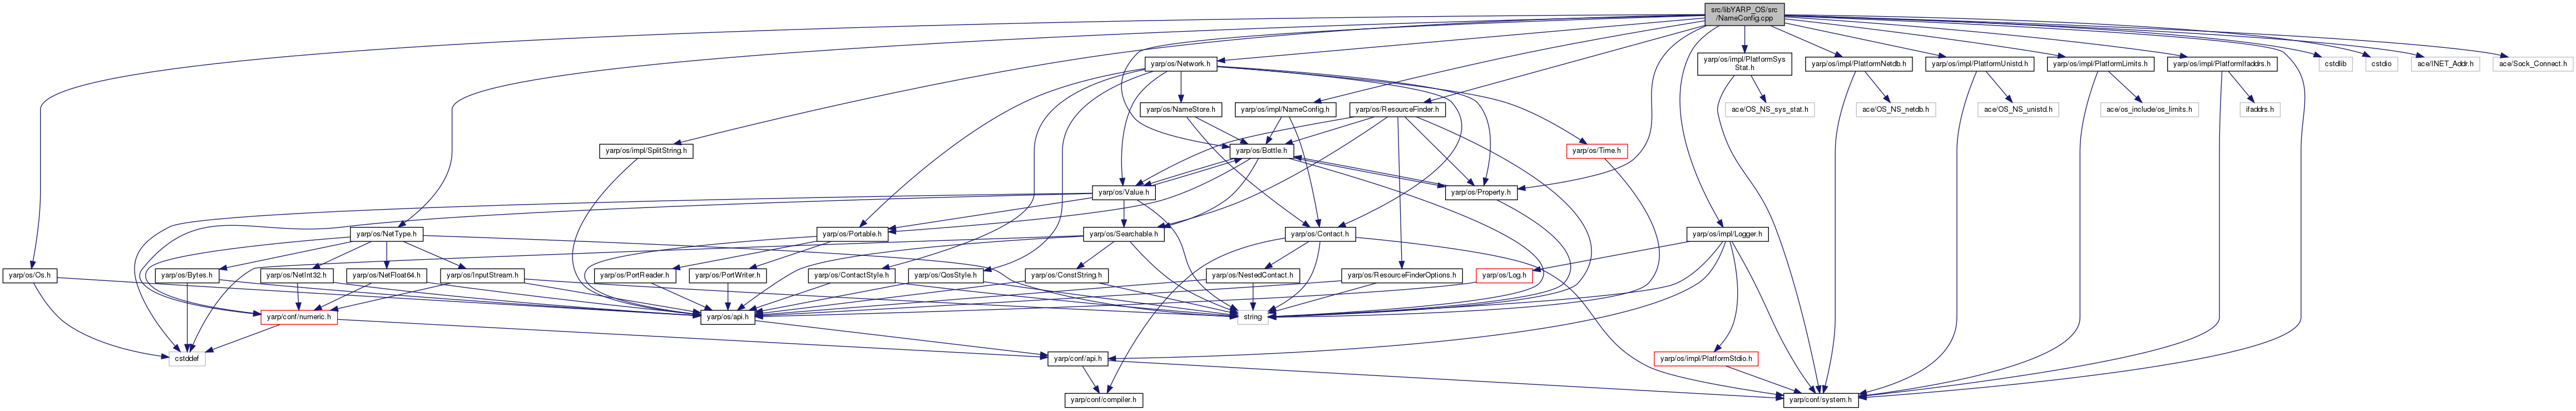 src/libYARP_OS/src
/NameConfig.cpp
yarp/os/Network.h
yarp/os/impl/PlatformSys
Stat.h
yarp/os/impl/PlatformNetdb.h
yarp/os/impl/PlatformUnistd.h
yarp/os/impl/PlatformLimits.h
yarp/os/impl/PlatformIfaddrs.h
cstdlib
cstdio
ace/INET_Addr.h
ace/Sock_Connect.h
yarp/os/NameStore.h
yarp/os/impl/NameConfig.h
yarp/os/ResourceFinder.h
ace/OS_NS_sys_stat.h
ace/OS_NS_netdb.h
ace/OS_NS_unistd.h
ace/os_include/os_limits.h
ifaddrs.h
yarp/os/impl/SplitString.h
yarp/os/Bottle.h
yarp/os/Time.h
yarp/os/Value.h
yarp/os/Property.h
yarp/os/NetType.h
yarp/os/Portable.h
yarp/os/Searchable.h
yarp/os/Contact.h
yarp/os/impl/Logger.h
yarp/os/Os.h
yarp/os/Bytes.h
yarp/os/NetInt32.h
yarp/os/NetFloat64.h
yarp/os/InputStream.h
yarp/os/PortReader.h
yarp/os/PortWriter.h
yarp/os/ContactStyle.h
yarp/os/QosStyle.h
yarp/os/ConstString.h
yarp/os/NestedContact.h
yarp/os/ResourceFinderOptions.h
yarp/os/Log.h
yarp/conf/numeric.h
yarp/os/api.h
string
cstddef
yarp/conf/api.h
yarp/os/impl/PlatformStdio.h
yarp/conf/compiler.h
yarp/conf/system.h